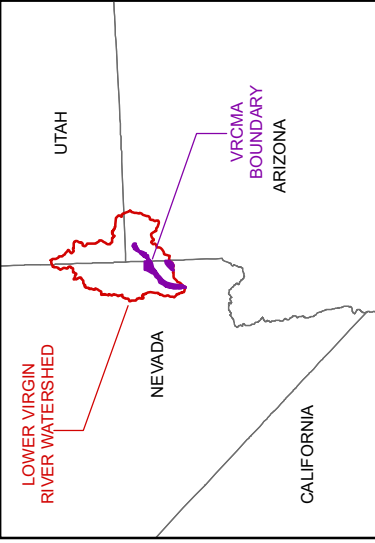 UTAH
VRCMA
BOUNDARY
ARIZONA
LOWER VIRGIN
RIVER WATERSHED
NEVADA
CALIFORNIA